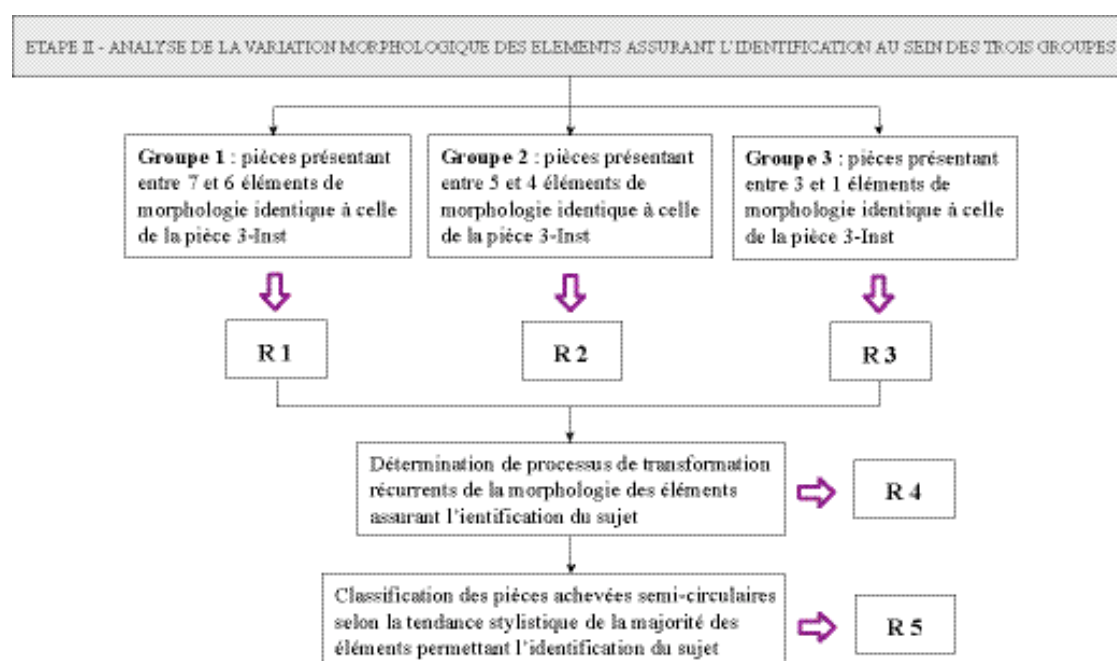 ETAPE II - ANALYSE DE LA VARIATION MORPHOLOGIQUE DES ELEMENTS ASSURANT L'IDENTIFICATION AU SEIN DES TROIS GROUPES
Groupe 1 : pièces présentant
entre 7 et 6 éléments de
morphologie identique à celle
de la pièce 3-Inst
Groupe 2 : pièces présentant
entre 5 et 4 éléments de
morphologie identique à celle
de la pièce 3-Inst
Groupe 3 : pièces présentant
entre 3 et 1 éléments de
morphologie identique à celle
de la pièce 3-Inst
R 1
R 2
R 3
Détermination de processus de transformation
récurrents de la morphologie des éléments
assurant l'ientification du sujet
R 4
Classification des pièces achevées semi-circulaires
selon la tendance stylistique de la majorité des
éléments permettant l'identification du sujet
R 5